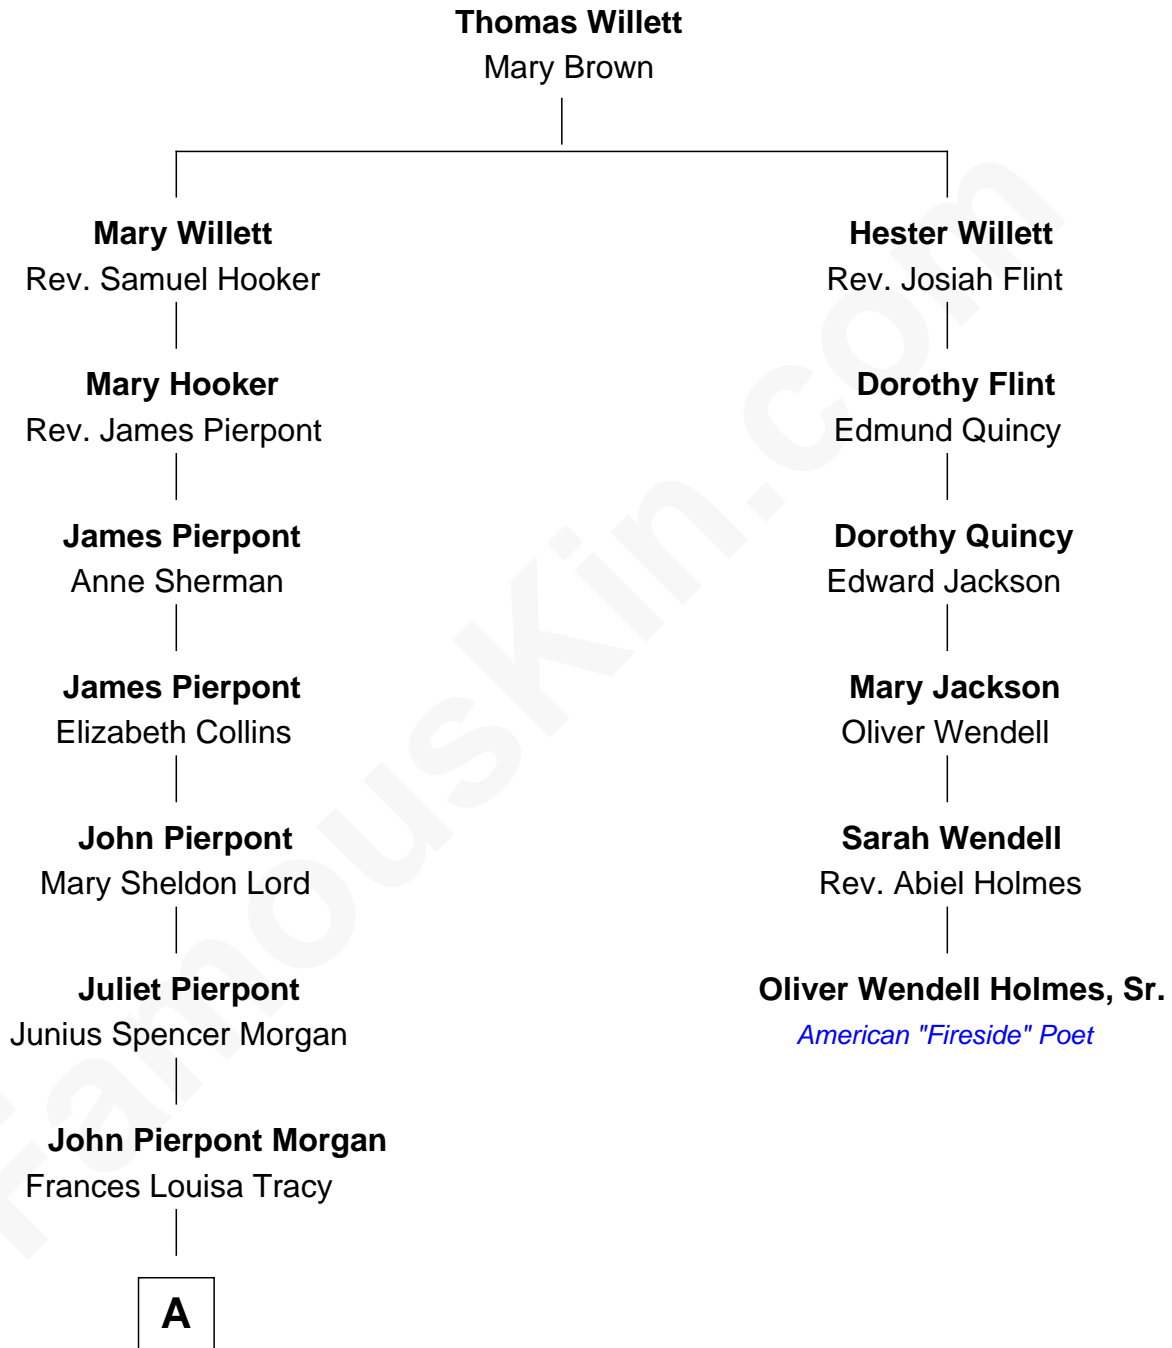 Thomas Willett
Mary Brown
Mary Willett
Rev. Samuel Hooker
Hester Willett
Rev. Josiah Flint
Mary Hooker
Rev. James Pierpont
Dorothy Flint
Edmund Quincy
James Pierpont
Anne Sherman
Dorothy Quincy
Edward Jackson
James Pierpont
Elizabeth Collins
Mary Jackson
Oliver Wendell
John Pierpont
Mary Sheldon Lord
Sarah Wendell
Rev. Abiel Holmes
Juliet Pierpont
Junius Spencer Morgan
Oliver Wendell Holmes, Sr.
American "Fireside" Poet
John Pierpont Morgan
Frances Louisa Tracy
A
FamousKin.com